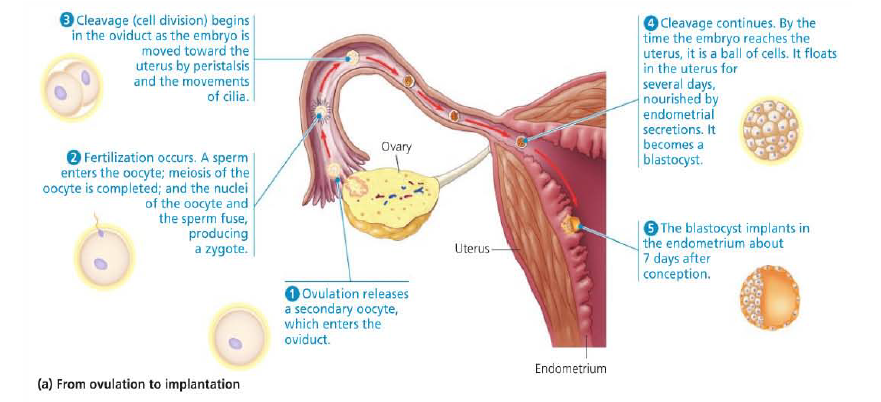 3 Cleavage (cell division) begins
in the oviduct as the embryo is
moved toward the
uterus by peristalsis
and the movements
of cilia.
4 Cleavage continues. By the
time the embryo reaches the
uterus, it is a ball of cells. It floats
in the uterus for
several days,
nourished by
endometrial
secretions. It
becomes a
blastocyst.
Ovary
2 Fertilization occurs. A sperm
enters the oocyte; meiosis of the
oocyte is completed; and the nuclei
of the oocyte and
the sperm fuse,
producing
a zygote.
5 The blastocyst implants in
the endometrium about
7 days after
conception.
Uterus
1 Ovulation releases
a secondary oocyte,
which enters the
oviduct.
Endometrium
(a) From ovulation to implantation